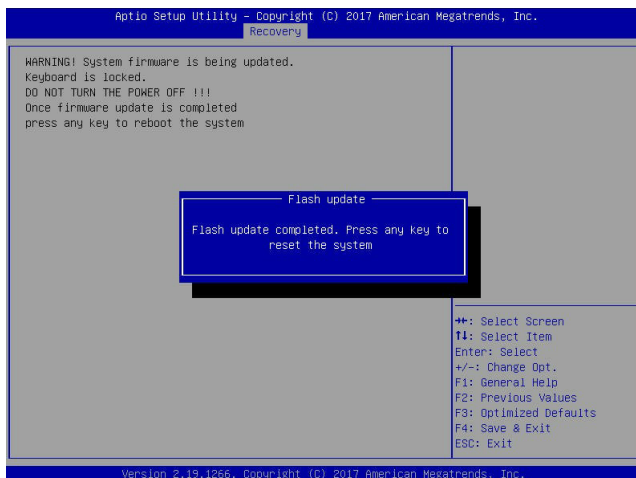 Aptio Setup Utility – Copyright (C) 2017 American Megatrends, Inc.
Recovery
WARNING! System firmware is being updated.
Keyboard is locked.
DO NOT TURN THE POWER OFF !!!
Once firmware update is completed
press any key to reboot the system
Flash update
Flash update completed. Press any key to
reset the system
→←: Select Screen
↑↓: Select Item
Enter: Select
+/-: Change Opt.
F1: General Help
F2: Previous Values
F3: Optimized Defaults
F4: Save & Exit
ESC: Exit
Version 2.19.1266. Copyright (C) 2017 American Megatrends, Inc.